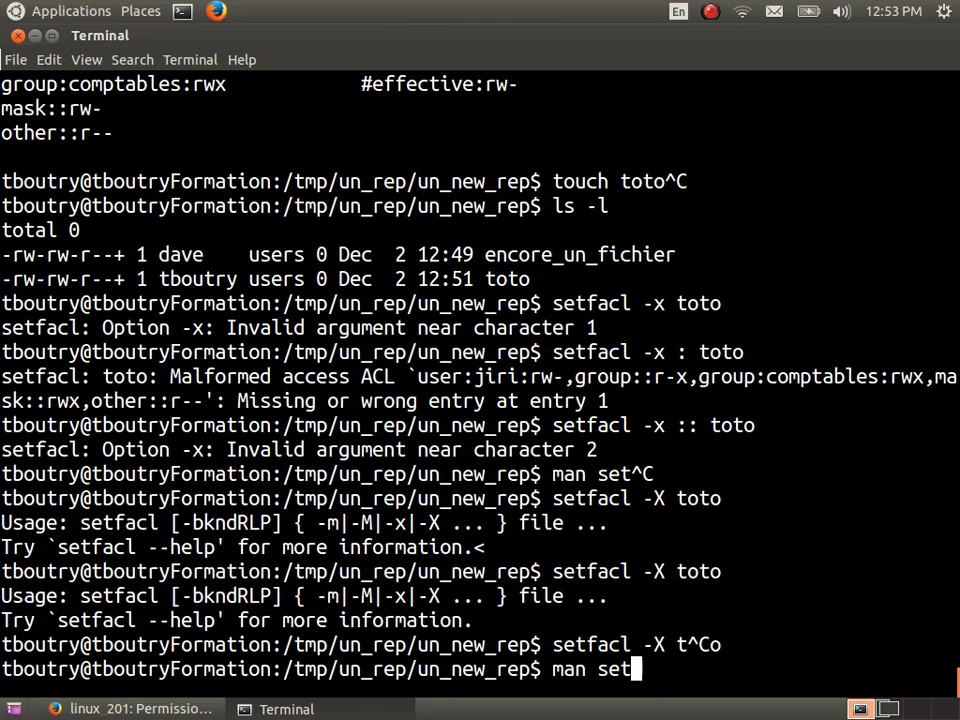 Applications Places En 12:53 PM
Terminal
File Edit View Search Terminal Help
group:comptables:rwx #effective:rw-
mask::rw-
other::r--
tboutry@tboutryFormation:/tmp/un_rep/un_new_rep$ touch toto^C
tboutry@tboutryFormation:/tmp/un_rep/un_new_rep$ ls -l
total 0
-rw-rw-r--+ 1 dave    users 0 Dec  2 12:49 encore_un_fichier
-rw-rw-r--+ 1 tboutry users 0 Dec  2 12:51 toto
tboutry@tboutryFormation:/tmp/un_rep/un_new_rep$ setfacl -x toto
setfacl: Option -x: Invalid argument near character 1
tboutry@tboutryFormation:/tmp/un_rep/un_new_rep$ setfacl -x : toto
setfacl: toto: Malformed access ACL `user:jiri:rw-,group::r-x,group:comptables:rwx,ma
sk::rwx,other::r--': Missing or wrong entry at entry 1
tboutry@tboutryFormation:/tmp/un_rep/un_new_rep$ setfacl -x :: toto
setfacl: Option -x: Invalid argument near character 2
tboutry@tboutryFormation:/tmp/un_rep/un_new_rep$ man set^C
tboutry@tboutryFormation:/tmp/un_rep/un_new_rep$ setfacl -X toto
Usage: setfacl [-bkndRLP] { -m|-M|-x|-X ... } file ...
Try `setfacl --help' for more information.<
tboutry@tboutryFormation:/tmp/un_rep/un_new_rep$ setfacl -X toto
Usage: setfacl [-bkndRLP] { -m|-M|-x|-X ... } file ...
Try `setfacl --help' for more information.
tboutry@tboutryFormation:/tmp/un_rep/un_new_rep$ setfacl -X t^Co
tboutry@tboutryFormation:/tmp/un_rep/un_new_rep$ man set
linux_201: Permissio... Terminal